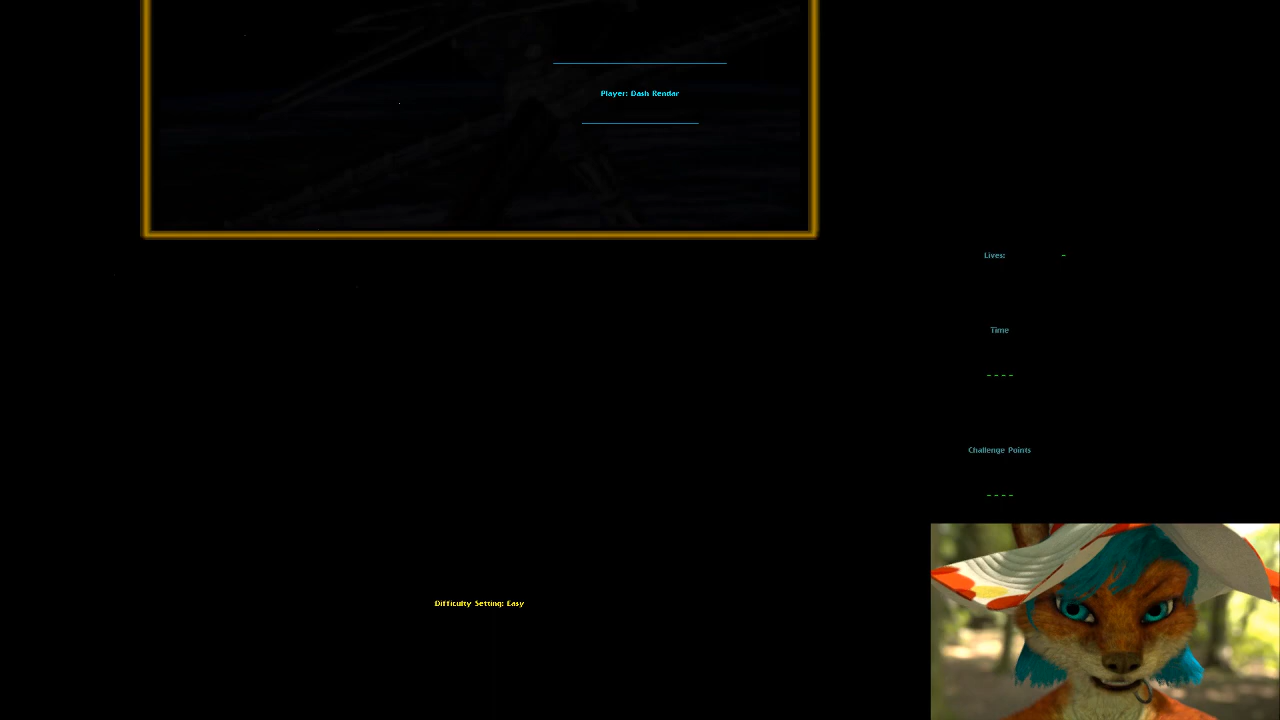 Player: Dash Rendar
Lives: -
Time
- - - -
Challenge Points
- - - -
Difficulty Setting: Easy